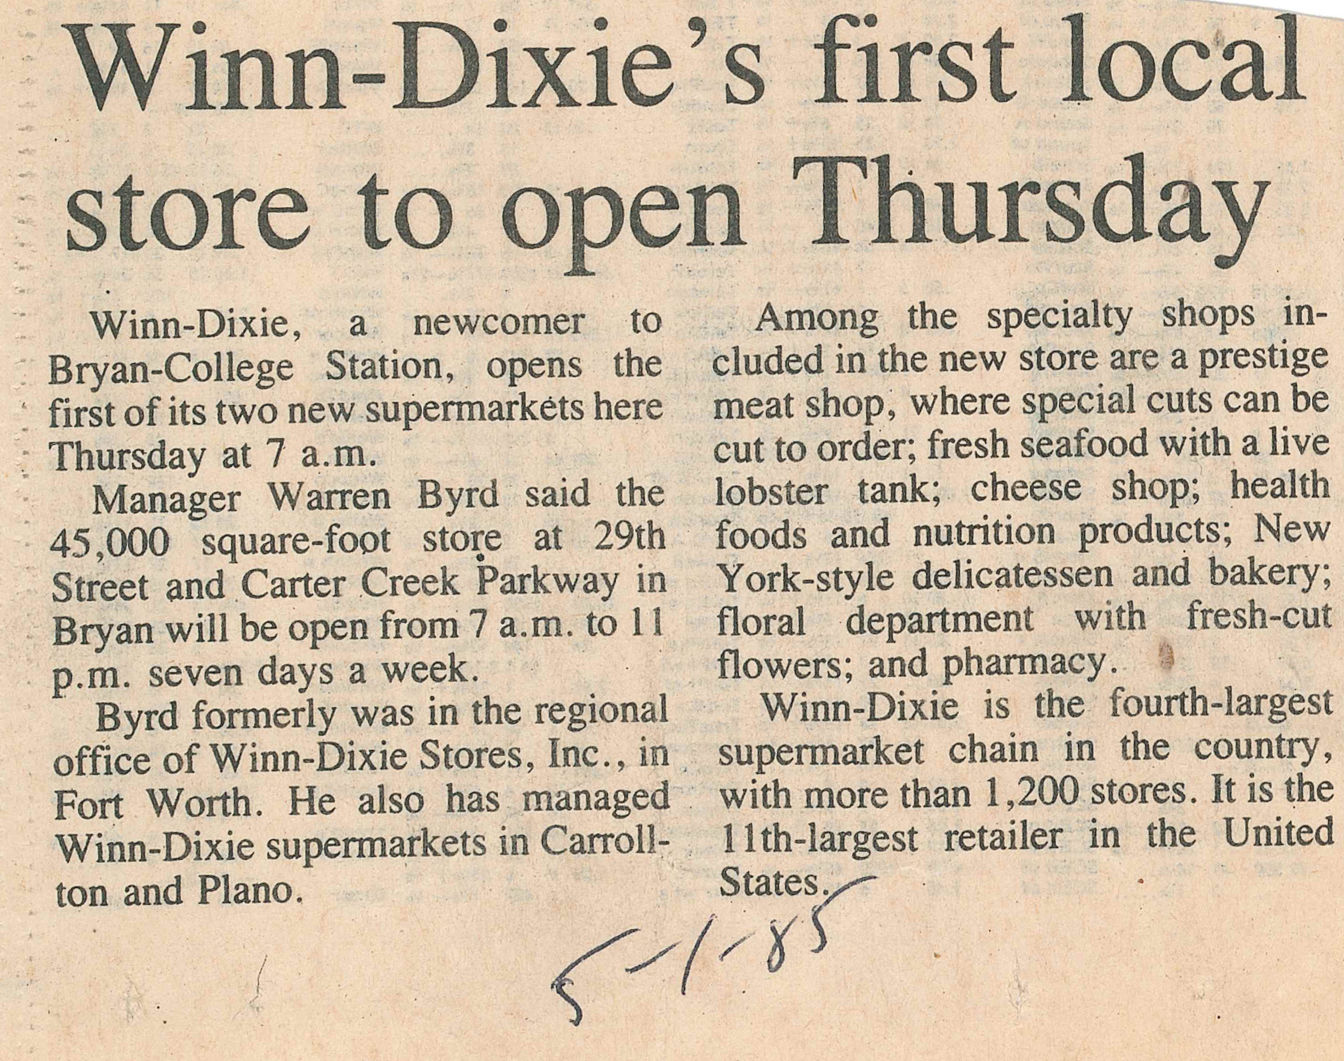 Winn-Dixie's first local
store to open Thursday
Winn-Dixie, a newcomer to
Bryan-College Station, opens the
first of its two new supermarkets here
Thursday at 7 a.m.
Manager Warren Byrd said the
45,000 square-foot store at 29th
Street and Carter Creek Parkway in
Bryan will be open from 7 a.m. to 11
p.m. seven days a week.
Byrd formerly was in the regional
office of Winn-Dixie Stores, Inc., in
Fort Worth. He also has managed
Winn-Dixie supermarkets in Carroll-
ton and Plano.
Among the specialty shops in-
cluded in the new store are a prestige
meat shop, where special cuts can be
cut to order; fresh seafood with a live
lobster tank; cheese shop; health
foods and nutrition products; New
York-style delicatessen and bakery;
floral department with fresh-cut
flowers; and pharmacy.
Winn-Dixie is the fourth-largest
supermarket chain in the country,
with more than 1,200 stores. It is the
11th-largest retailer in the United
States.
5-1-85